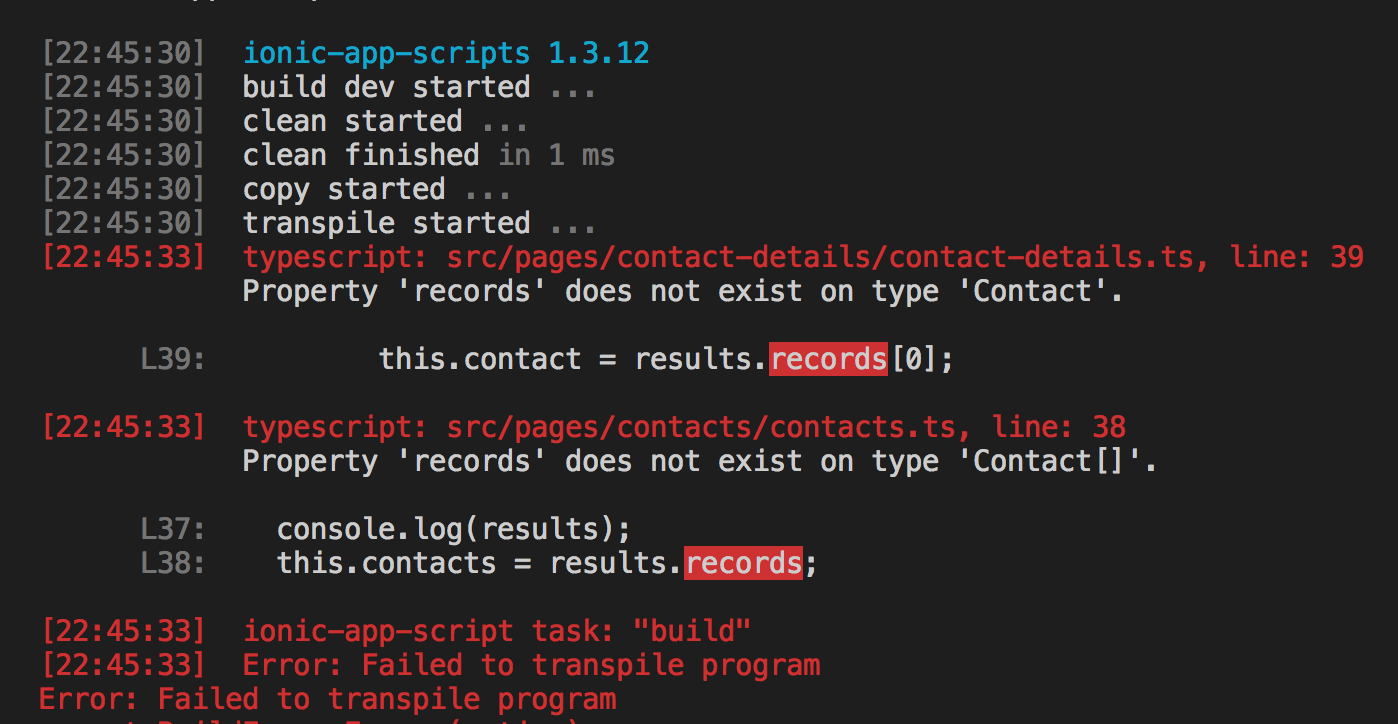 [22:45:30] ionic-app-scripts 1.3.12
[22:45:30] build dev started ...
[22:45:30] clean started ...
[22:45:30] clean finished in 1 ms
[22:45:30] copy started ...
[22:45:30] transpile started ...
[22:45:33] typescript: src/pages/contact-details/contact-details.ts, line: 39
Property 'records' does not exist on type 'Contact'.
L39: this.contact = results.records[0];
[22:45:33] typescript: src/pages/contacts/contacts.ts, line: 38
Property 'records' does not exist on type 'Contact[]'.
L37: console.log(results);
L38: this.contacts = results.records;
[22:45:33] ionic-app-script task: "build"
[22:45:33] Error: Failed to transpile program
Error: Failed to transpile program